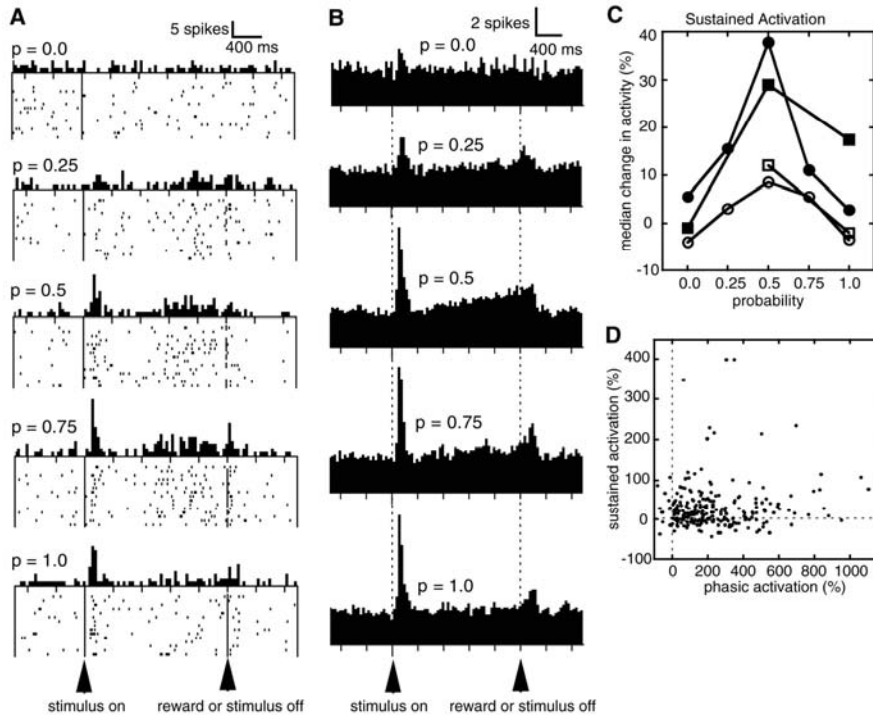 A
5 spikes
400 ms
p = 0.0
p = 0.25
p = 0.5
p = 0.75
p = 1.0
stimulus on
reward or stimulus off
B
2 spikes
400 ms
p = 0.0
p = 0.25
p = 0.5
p = 0.75
p = 1.0
stimulus on
reward or stimulus off
C
Sustained Activation
median change in activity (%)
40
30
20
10
0
-10
0.0 0.25 0.5 0.75 1.0
probability
D
sustained activation (%)
400
300
200
100
0
-100
0 200 400 600 800 1000
phasic activation (%)